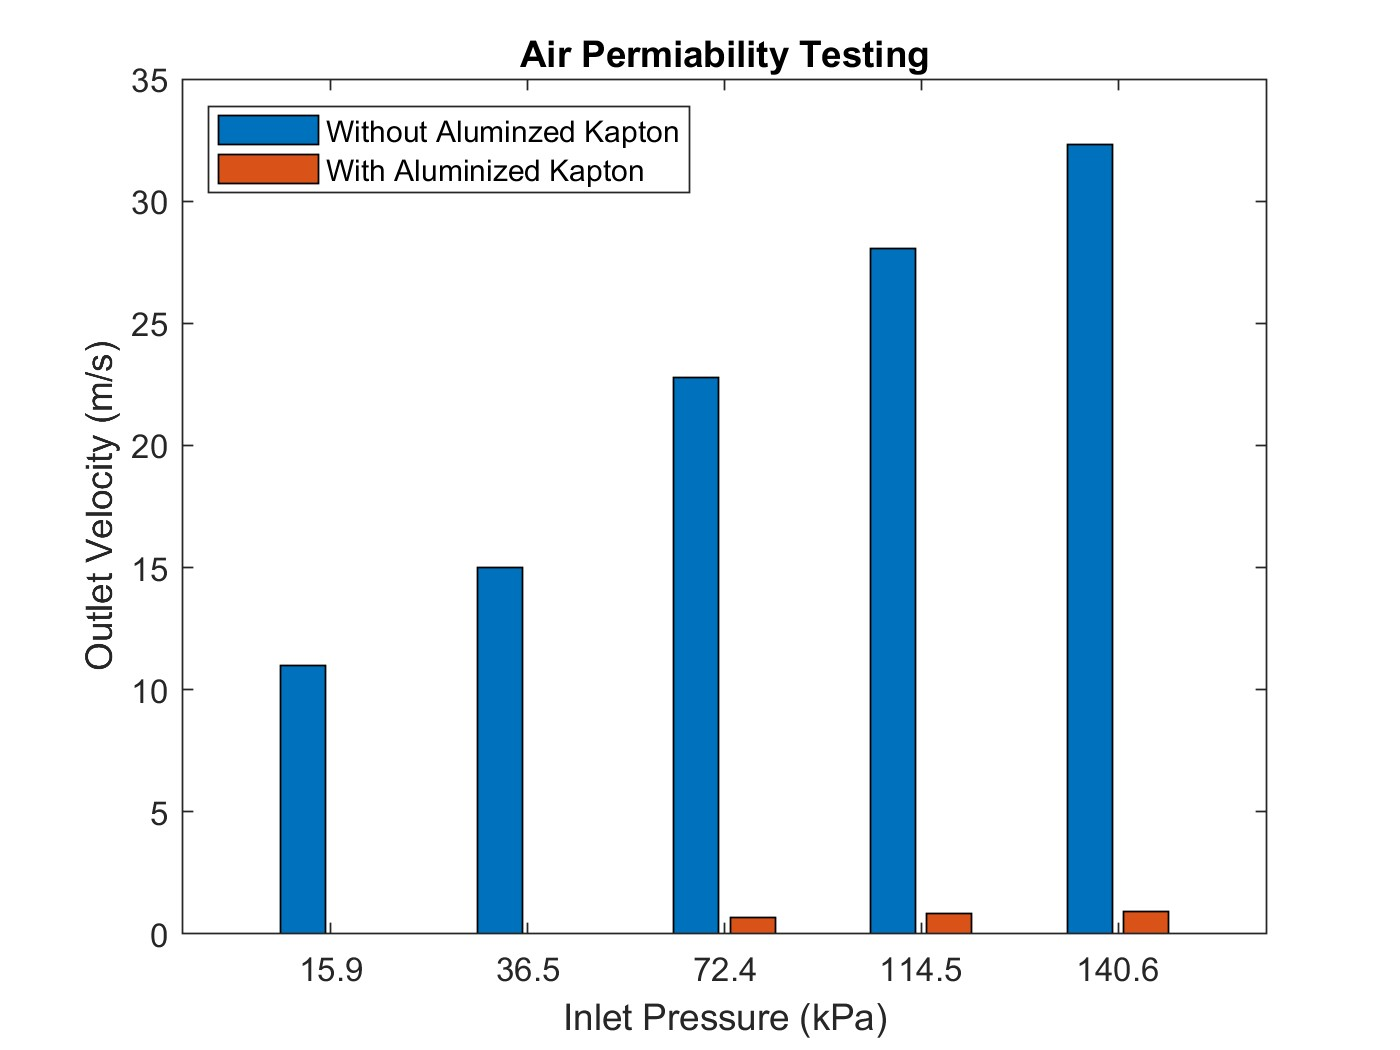 Air Permiability Testing
35
Without Aluminzed Kapton
With Aluminized Kapton
30
25
20
15
10
5
0
Outlet Velocity (m/s)
15.9 36.5 72.4 114.5 140.6
Inlet Pressure (kPa)